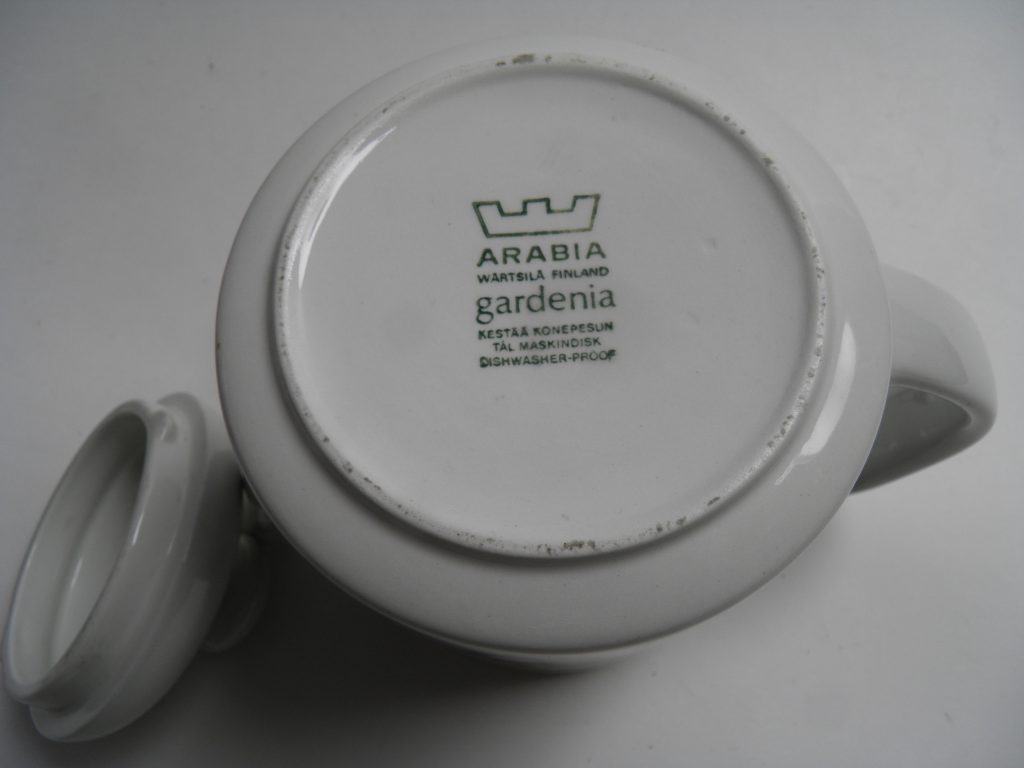 ARABIA
WÄRTSILÄ FINLAND
gardenia
KESTÄÄ KONEPESUN
TÅL MASKINDISK
DISHWASHER-PROOF